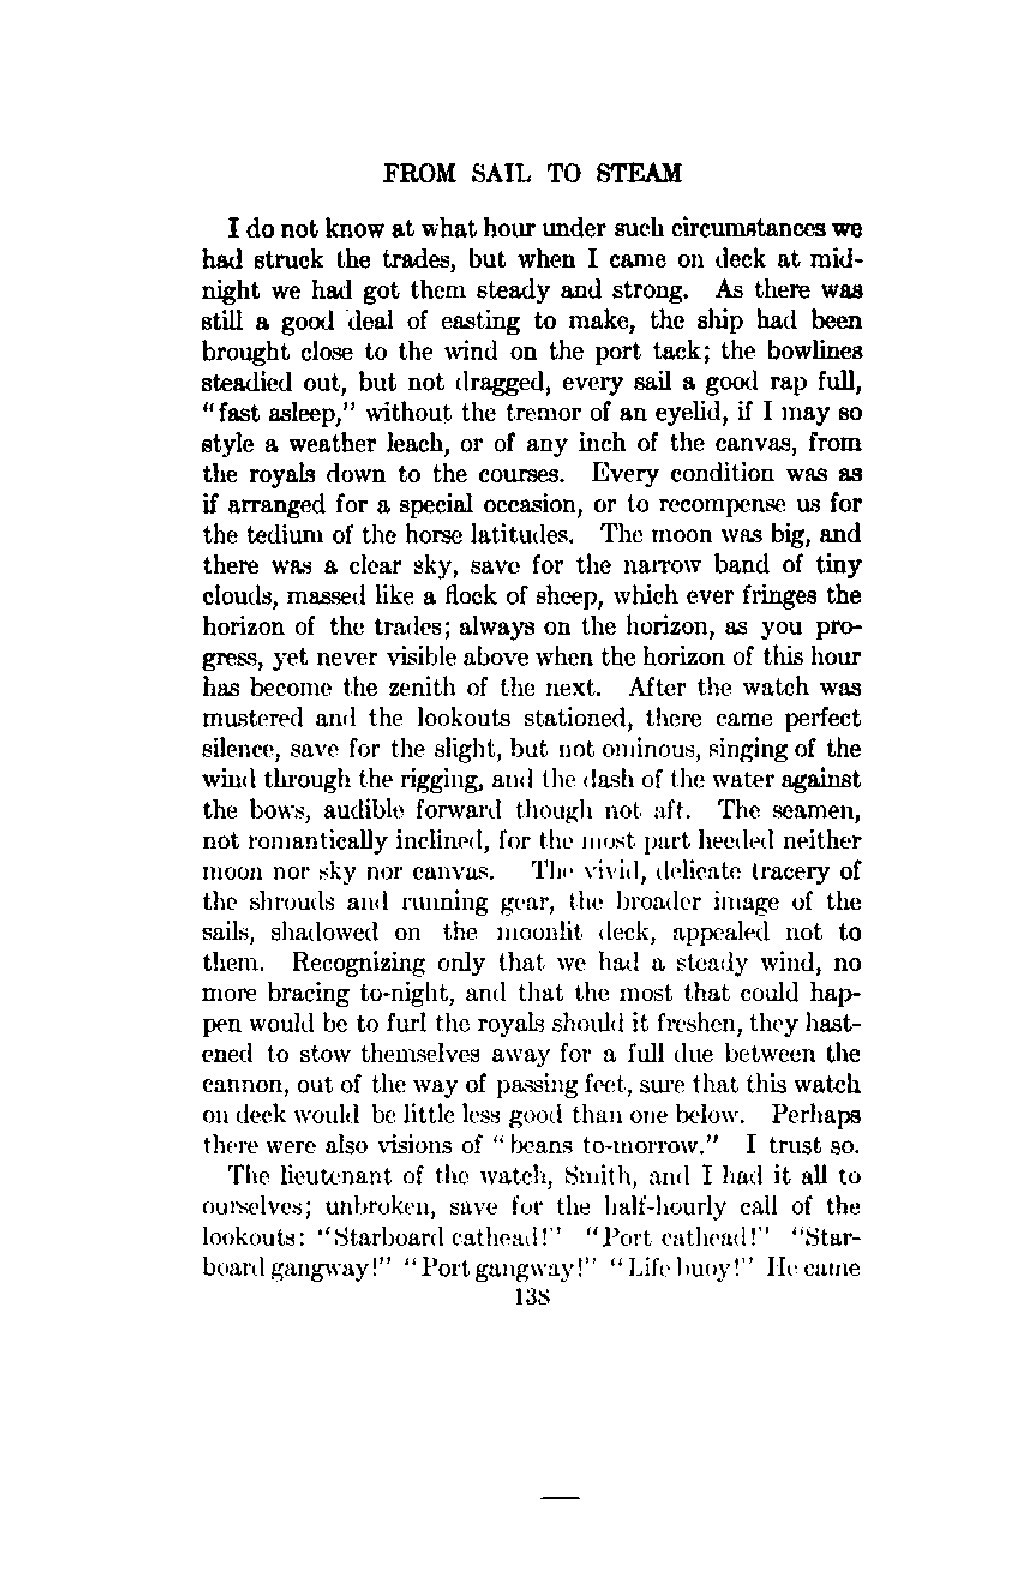 FROM SAIL TO STEAM
I do not know at what hour under such circumstances we
had struck the trades, but when I came on deck at mid-
night we had got them steady and strong. As there was
still a good deal of easting to make, the ship had been
brought close to the wind on the port tack; the bowlines
steadied out, but not dragged, every sail a good rap full,
"fast asleep," without the tremor of an eyelid, if I may so
style a weather leach, or of any inch of the canvas, from
the royals down to the courses. Every condition was as
if arranged for a special occasion, or to recompense us for
the tedium of the horse latitudes. The moon was big, and
there was a clear sky, save for the narrow band of tiny
clouds, massed like a flock of sheep, which ever fringes the
horizon of the trades; always on the horizon, as you pro-
gress, yet never visible above when the horizon of this hour
has become the zenith of the next. After the watch was
mustered and the lookouts stationed, there came perfect
silence, save for the slight, but not ominous, singing of the
wind through the rigging, and the dash of the water against
the bows, audible forward though not aft. The seamen,
not romantically inclined, for the most part heeded neither
moon nor sky nor canvas. The vivid, delicate tracery of
the shrouds and running gear, the broader image of the
sails, shadowed on the moonlit deck, appealed not to
them. Recognizing only that we had a steady wind, no
more bracing to-night, and that the most that could hap-
pen would be to furl the royals should it freshen, they hast-
ened to stow themselves away for a full due between the
cannon, out of the way of passing feet, sure that this watch
on deck would be little less good than one below. Perhaps
there were also visions of "beans to-morrow." I trust so.
The lieutenant of the watch, Smith, and I had it all to
ourselves; unbroken, save for the half-hourly call of the
lookouts: "Starboard cathead!" "Port cathead!" "Star-
board gangway!" "Port gangway!" "Life buoy!" He came
138